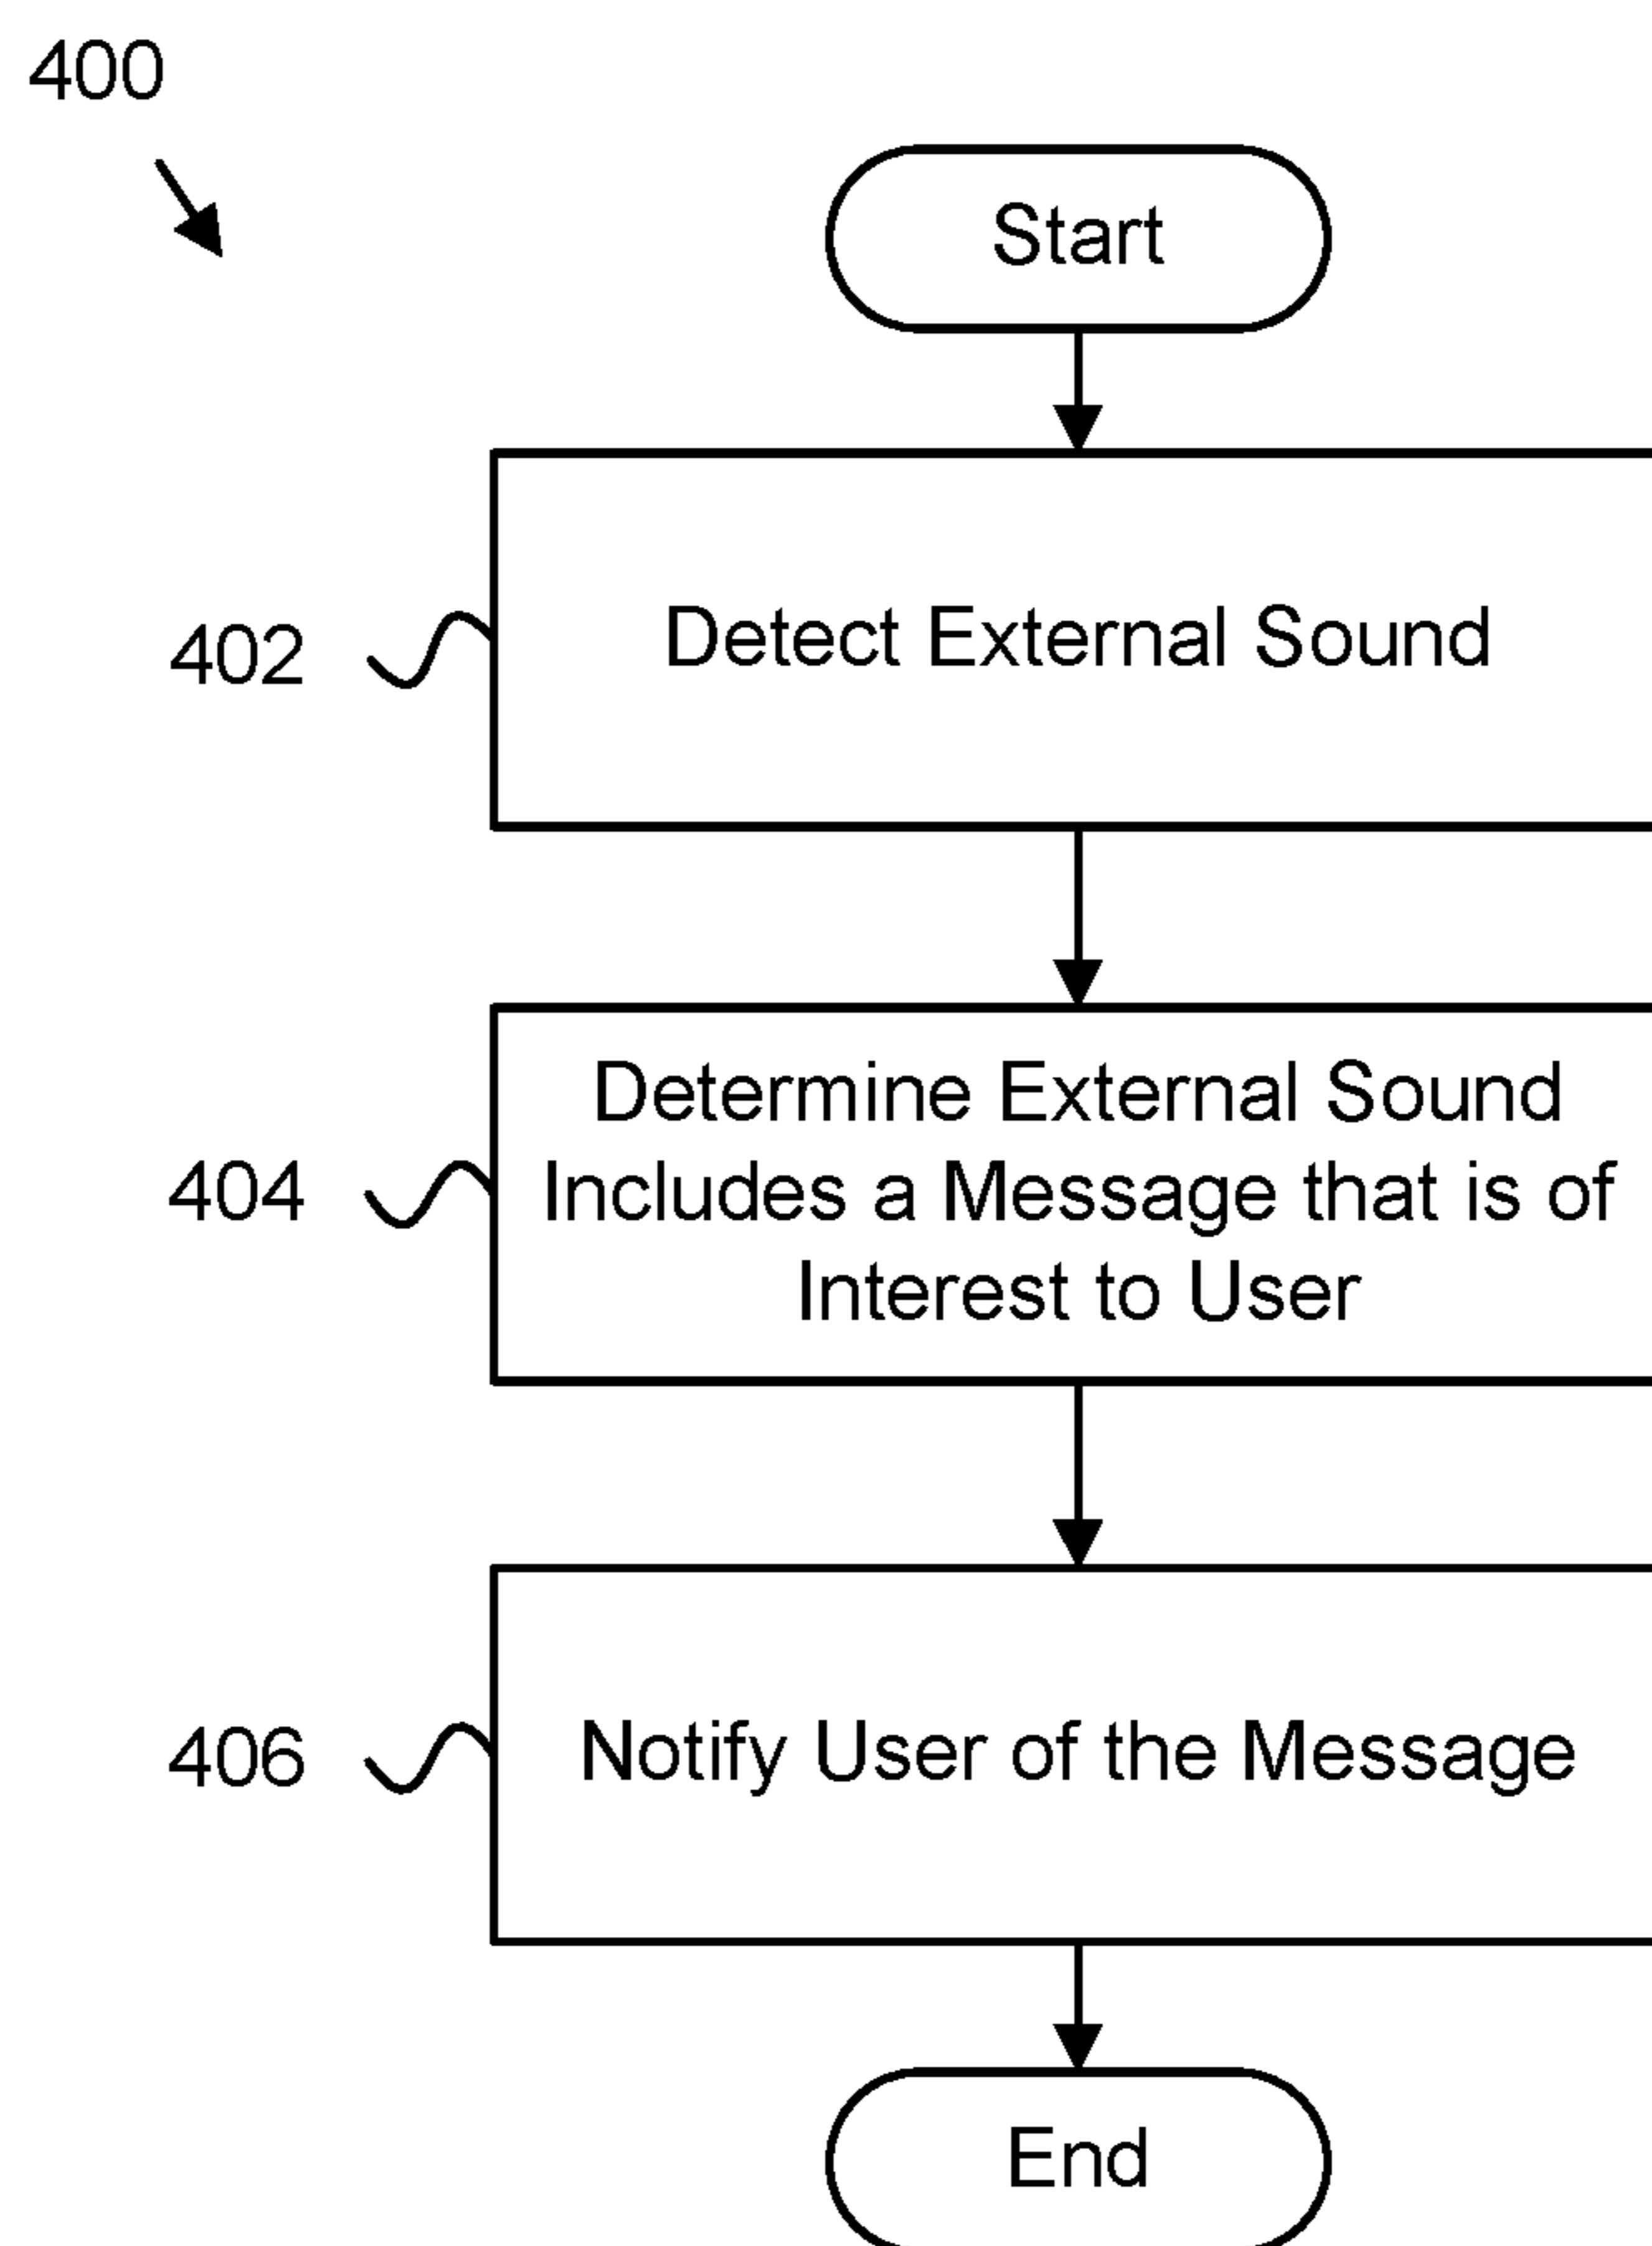 400
Start
402
Detect External Sound
404
Determine External Sound
Includes a Message that is of
Interest to User
406
Notify User of the Message
End